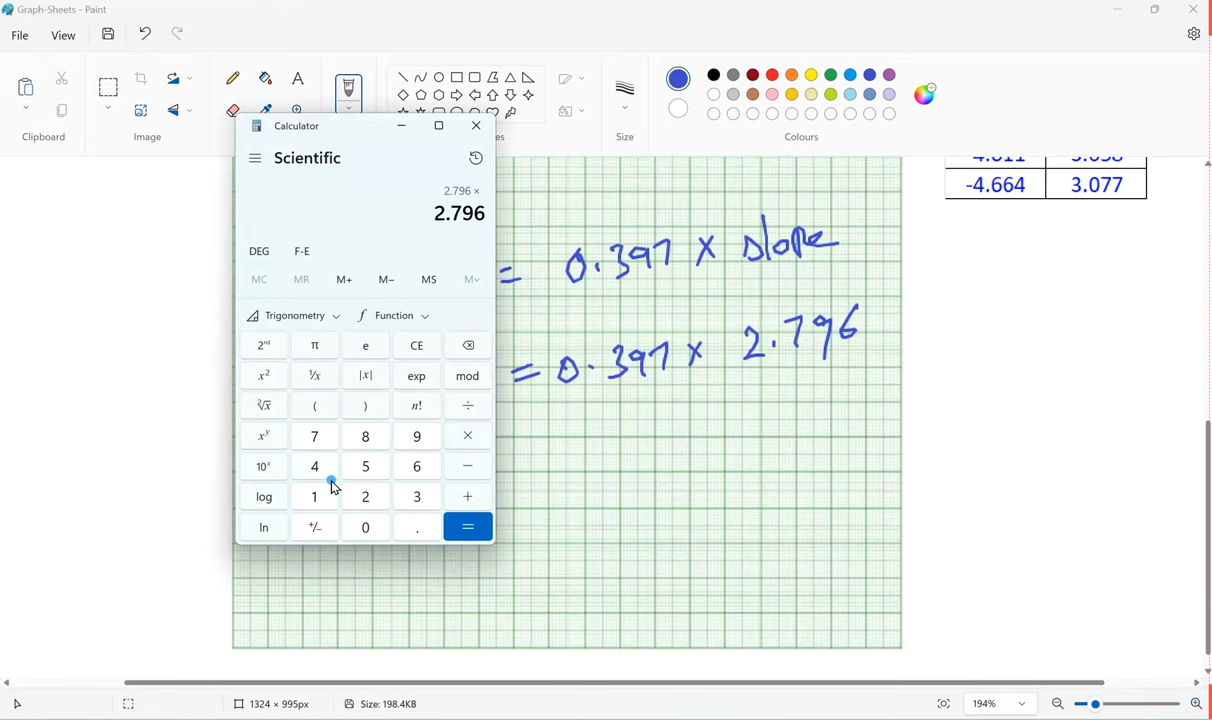 Graph-Sheets - Paint
File View
Clipboard
Image
Size
Colours
Calculator
Scientific
2.796 ×
2.796
DEG F-E
MC MR M+ M− MS M
Trigonometry Function
2nd π e CE
x² ⅟x |x| exp mod
²√x ( ) n! ÷
xʸ 7 8 9 ×
10ˣ 4 5 6 −
log 1 2 3 +
ln +/− 0 . =
-4.664 3.077
= 0.397 × slope
= 0.397 × 2.796
1324 × 995px
Size: 198.4KB
194%